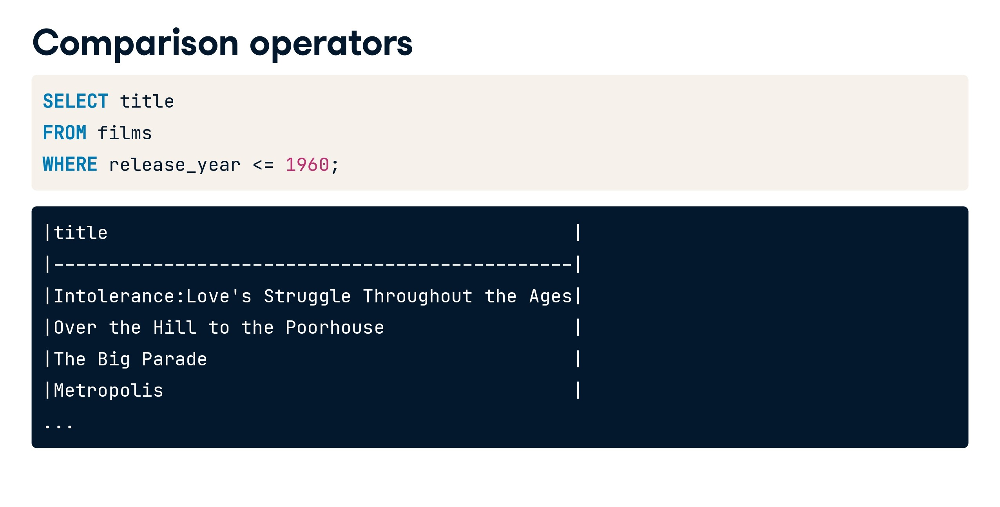 Comparison operators
SELECT title
FROM films
WHERE release_year <= 1960;
|title                                          |
|-----------------------------------------------|
|Intolerance:Love's Struggle Throughout the Ages|
|Over the Hill to the Poorhouse                 |
|The Big Parade                                 |
|Metropolis                                     |
...